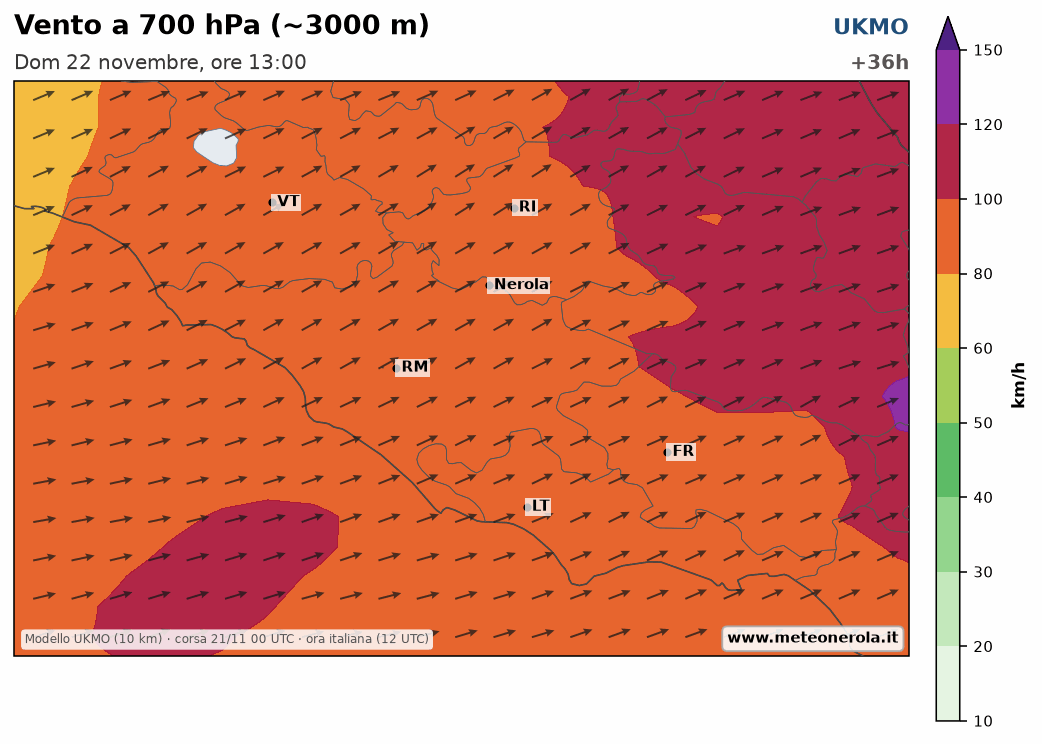 Vento a 700 hPa (~3000 m)
UKMO
Dom 22 novembre, ore 13:00
+36h
VT
RI
Nerola
RM
FR
LT
Modello UKMO (10 km) · corsa 21/11 00 UTC · ora italiana (12 UTC)
www.meteonerola.it
150
120
100
80
60
50
40
30
20
10
km/h